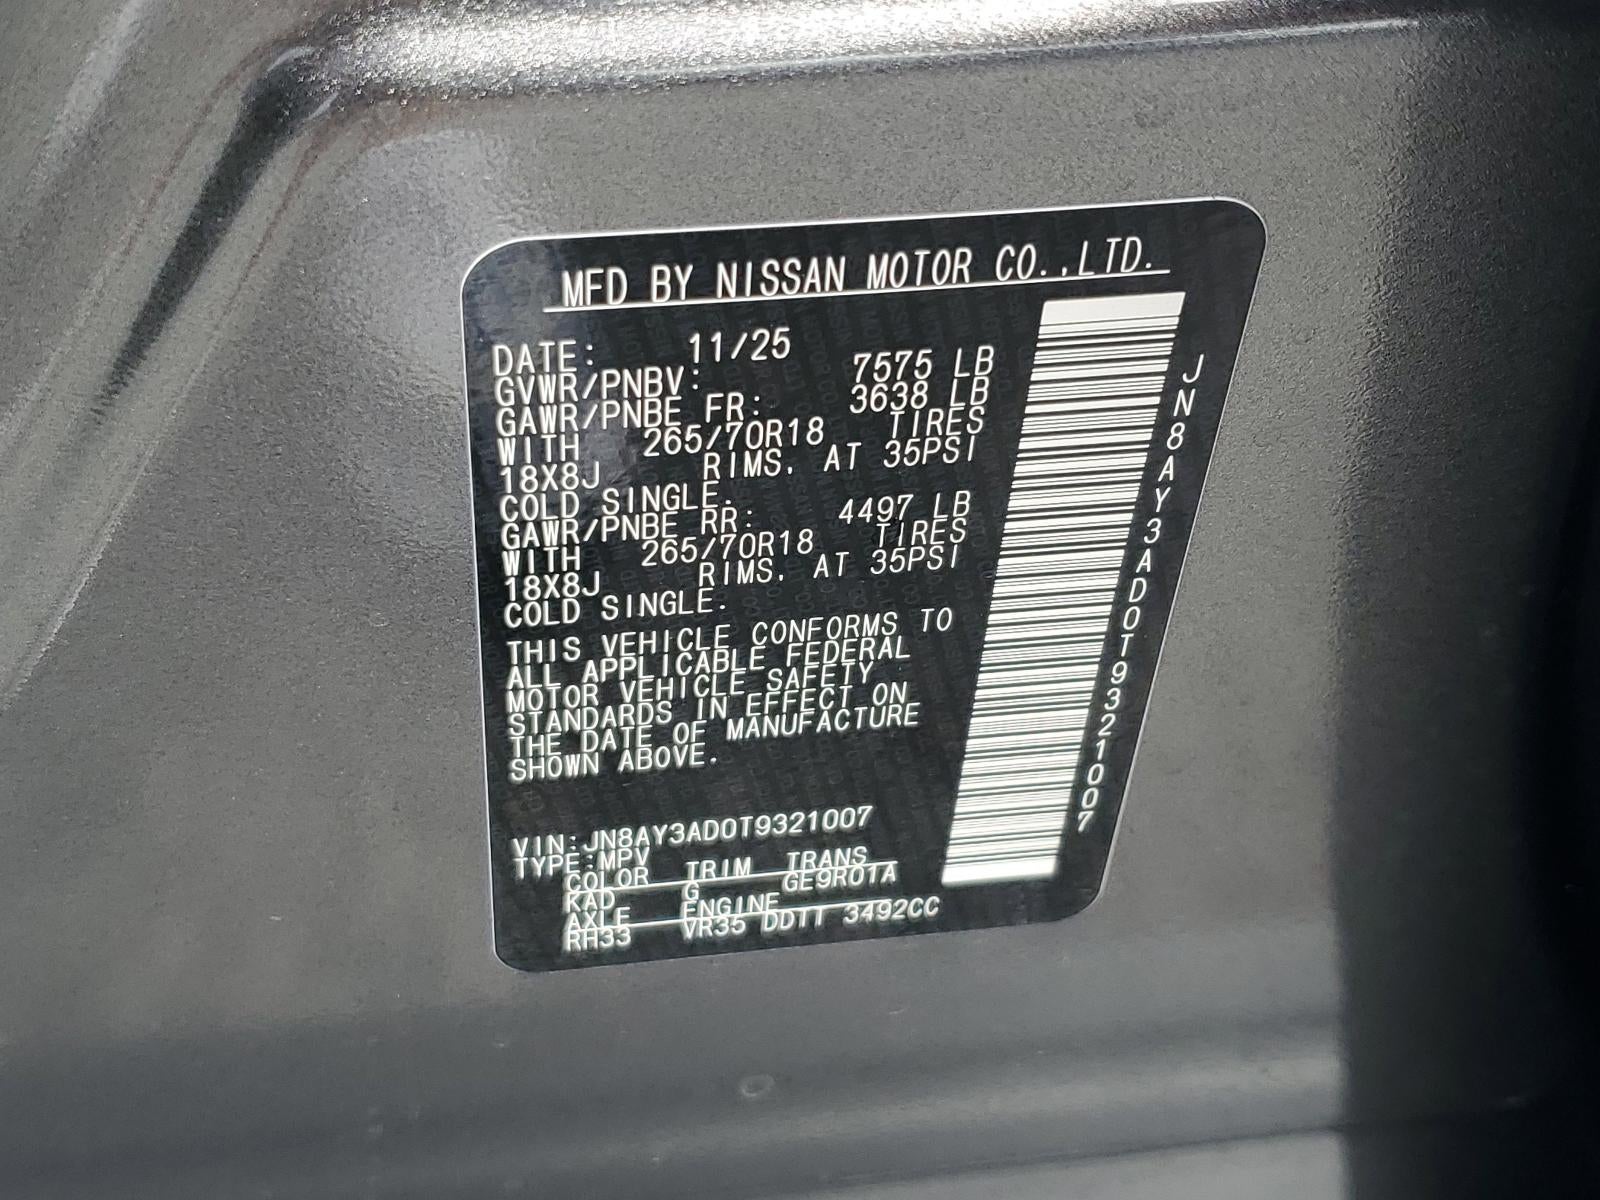 MFD BY NISSAN MOTOR CO.,LTD.
DATE: 11/25
GVWR/PNBV: 7575 LB
GAWR/PNBE FR: 3638 LB
WITH 265/70R18 TIRES
18X8J RIMS. AT 35PSI
COLD SINGLE.
GAWR/PNBE RR: 4497 LB
WITH 265/70R18 TIRES
18X8J RIMS. AT 35PSI
COLD SINGLE.
THIS VEHICLE CONFORMS TO
ALL APPLICABLE FEDERAL
MOTOR VEHICLE SAFETY
STANDARDS IN EFFECT ON
THE DATE OF MANUFACTURE
SHOWN ABOVE.
VIN:JN8AY3AD0T9321007
TYPE:MPV
COLOR TRIM TRANS
KAD G GE9R01A
AXLE ENGINE
RH33 VR35 DDTT 3492CC
JN8AY3AD0T9321007